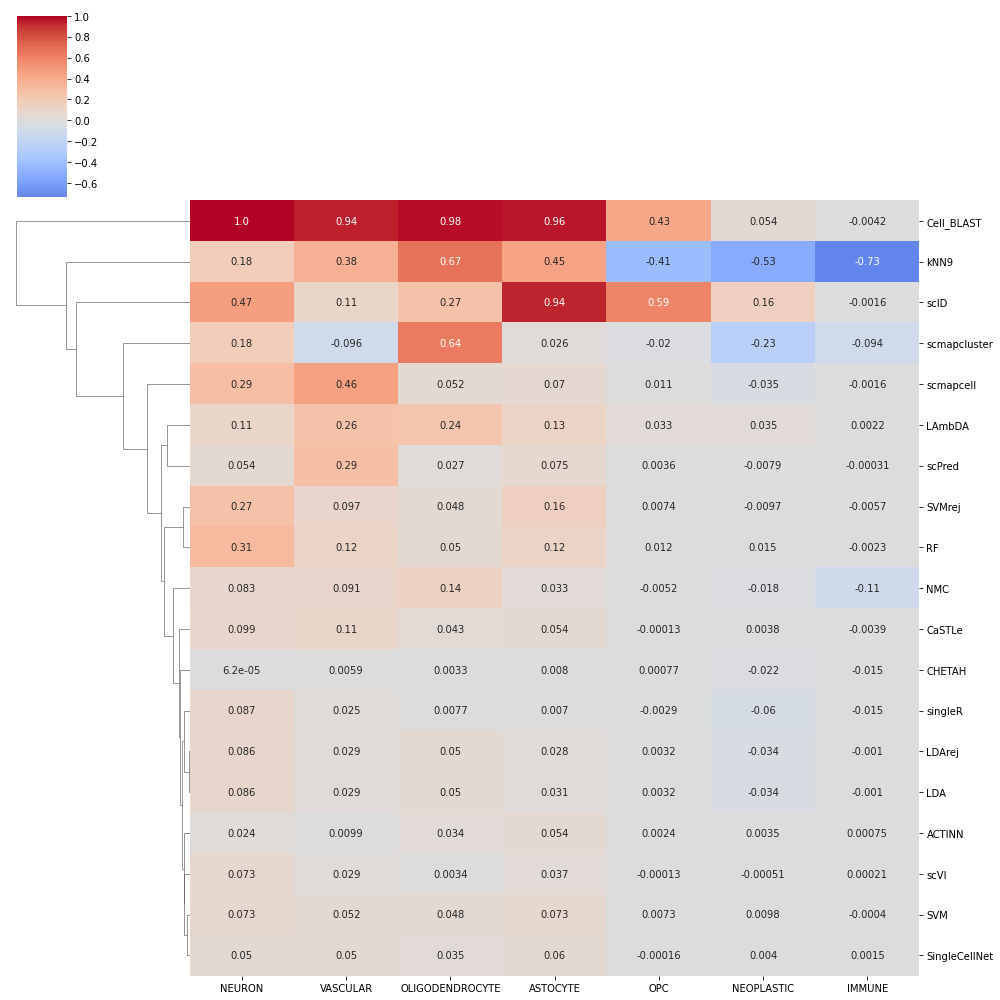 1.0
0.8
0.6
0.4
0.2
0.0
−0.2
−0.4
−0.6
1.0 0.94 0.98 0.96 0.43 0.054 -0.0042 Cell_BLAST
0.18 0.38 0.67 0.45 -0.41 -0.53 -0.73 kNN9
0.47 0.11 0.27 0.94 0.59 0.16 -0.0016 scID
0.18 -0.096 0.64 0.026 -0.02 -0.23 -0.094 scmapcluster
0.29 0.46 0.052 0.07 0.011 -0.035 -0.0016 scmapcell
0.11 0.26 0.24 0.13 0.033 0.035 0.0022 LAmbDA
0.054 0.29 0.027 0.075 0.0036 -0.0079 -0.00031 scPred
0.27 0.097 0.048 0.16 0.0074 -0.0097 -0.0057 SVMrej
0.31 0.12 0.05 0.12 0.012 0.015 -0.0023 RF
0.083 0.091 0.14 0.033 -0.0052 -0.018 -0.11 NMC
0.099 0.11 0.043 0.054 -0.00013 0.0038 -0.0039 CaSTLe
6.2e-05 0.0059 0.0033 0.008 0.00077 -0.022 -0.015 CHETAH
0.087 0.025 0.0077 0.007 -0.0029 -0.06 -0.015 singleR
0.086 0.029 0.05 0.028 0.0032 -0.034 -0.001 LDArej
0.086 0.029 0.05 0.031 0.0032 -0.034 -0.001 LDA
0.024 0.0099 0.034 0.054 0.0024 0.0035 0.00075 ACTINN
0.073 0.029 0.0034 0.037 -0.00013 -0.00051 0.00021 scVI
0.073 0.052 0.048 0.073 0.0073 0.0098 -0.0004 SVM
0.05 0.05 0.035 0.06 -0.00016 0.004 0.0015 SingleCellNet
NEURON VASCULAR OLIGODENDROCYTE ASTOCYTE OPC NEOPLASTIC IMMUNE